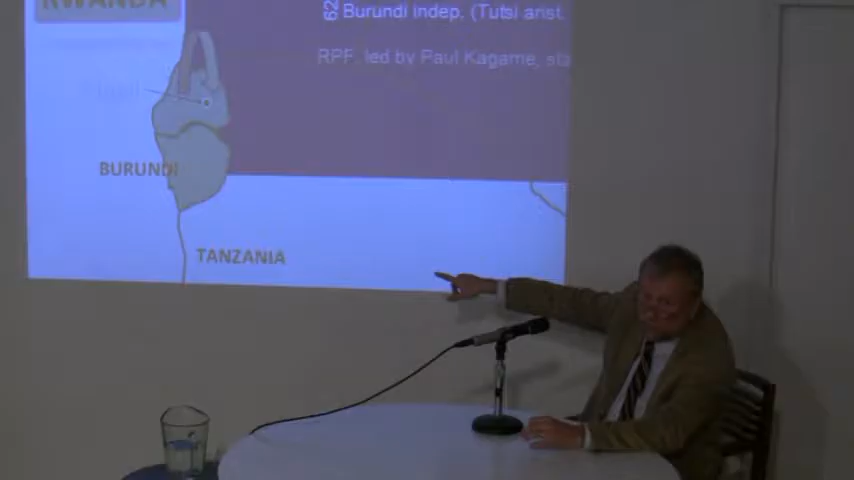 RWANDA
62 Burundi indep. (Tutsi arist.
RPF, led by Paul Kagame, sta
BURUNDI
TANZANIA